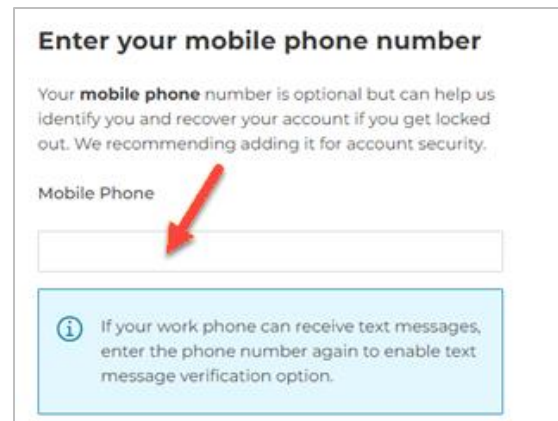 Enter your mobile phone number
Your mobile phone number is optional but can help us
identify you and recover your account if you get locked
out. We recommending adding it for account security.
Mobile Phone
If your work phone can receive text messages,
enter the phone number again to enable text
message verification option.